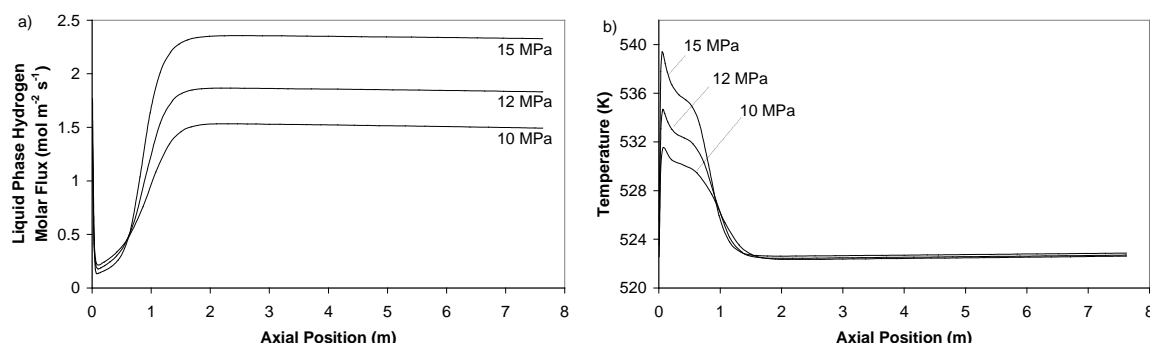 a)
Liquid Phase Hydrogen
Molar Flux (mol m⁻² s⁻¹)
2.5
2
1.5
1
0.5
0
15 MPa
12 MPa
10 MPa
0 1 2 3 4 5 6 7 8
Axial Position (m)
b)
Temperature (K)
540
536
532
528
524
520
15 MPa
12 MPa
10 MPa
0 1 2 3 4 5 6 7 8
Axial Position (m)